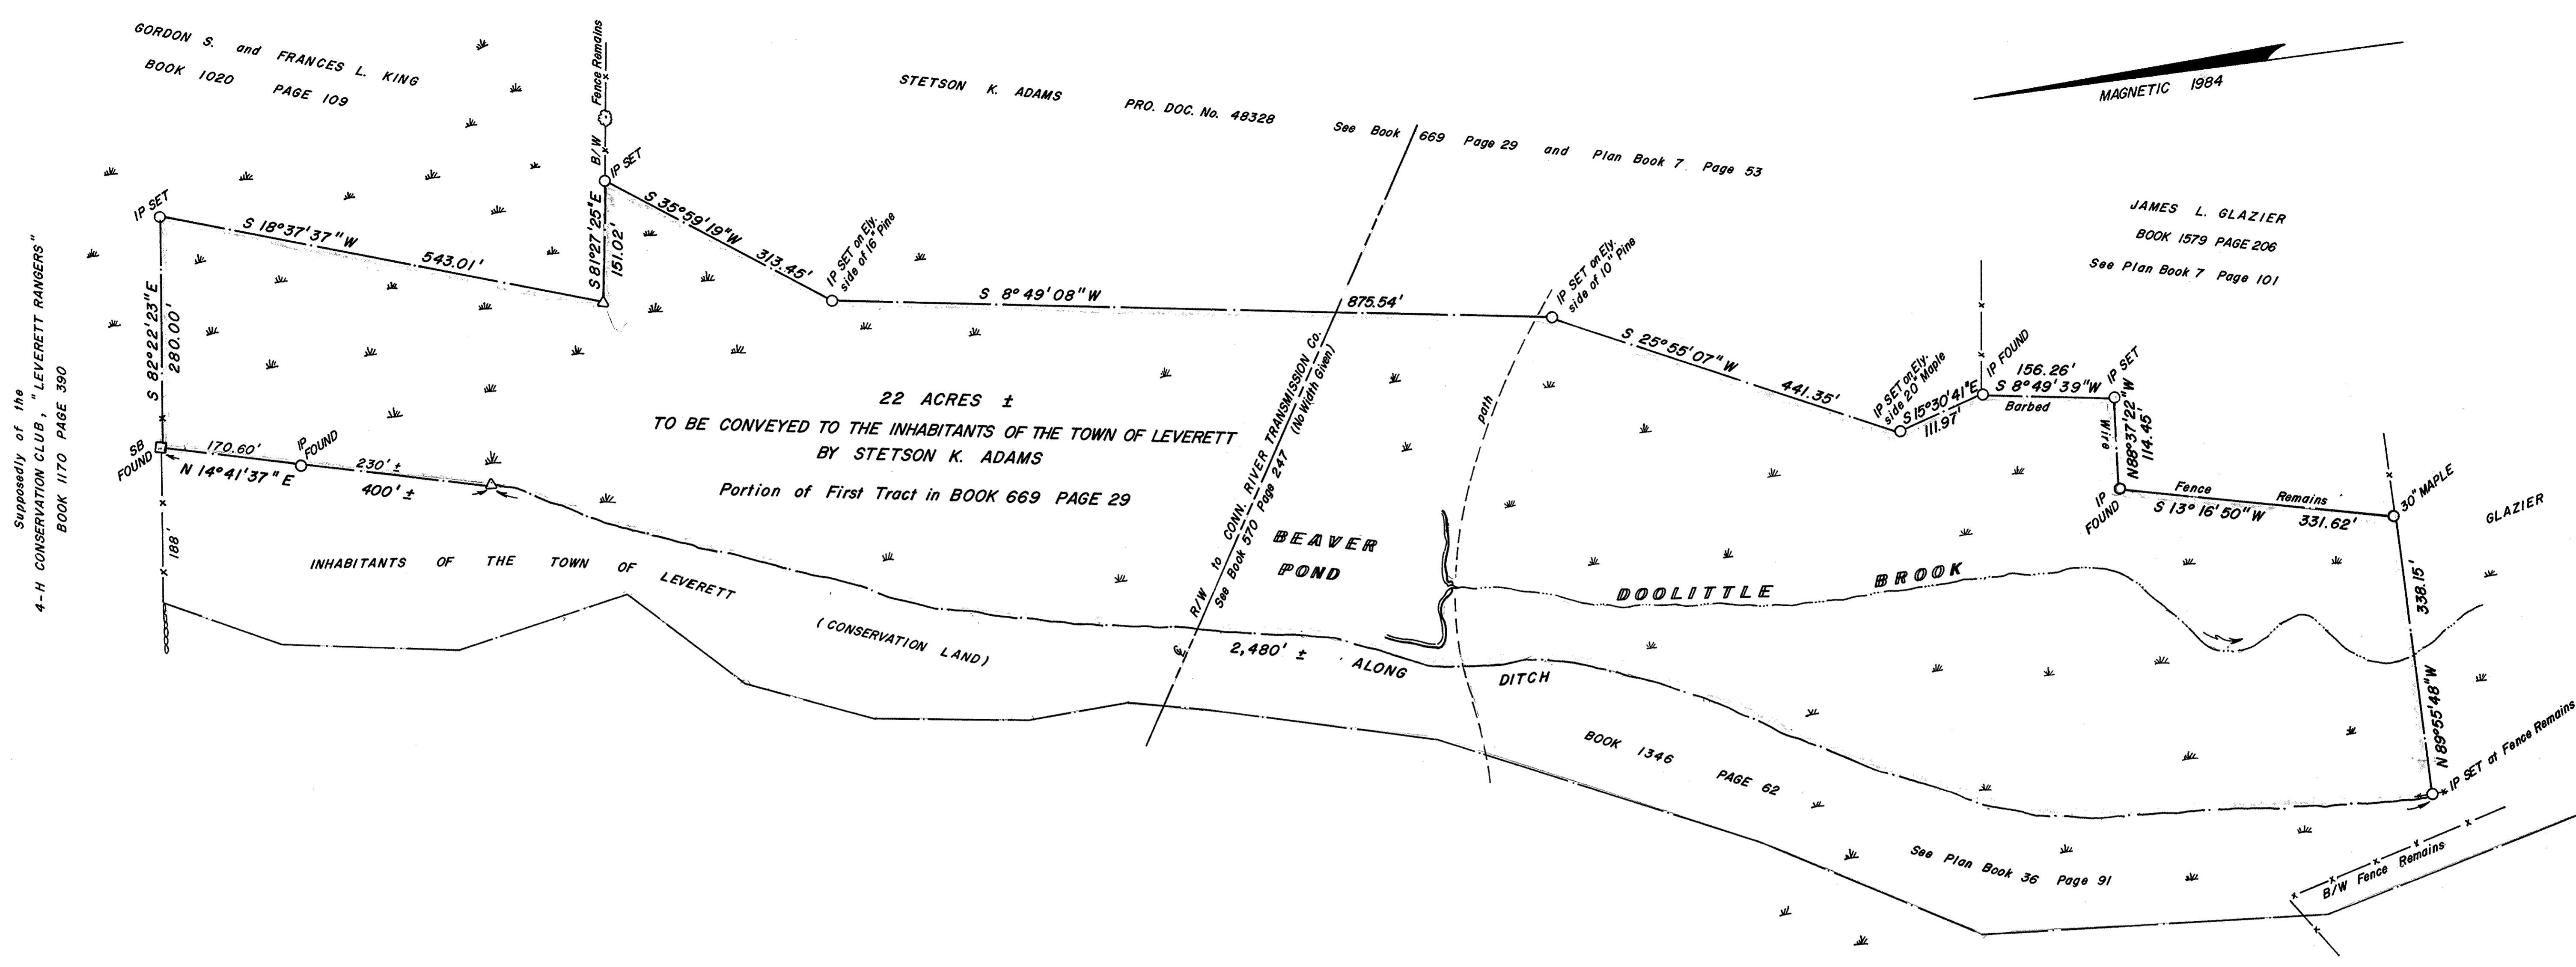 GORDON S. and FRANCES L. KING
BOOK 1020 PAGE 109
B/W Fence Remains
STETSON K. ADAMS PRO. DOC. No. 48328 See Book 669 Page 29 and Plan Book 7 Page 53
MAGNETIC 1984
JAMES L. GLAZIER
BOOK 1579 PAGE 206
See Plan Book 7 Page 101
Supposedly of the
4-H CONSERVATION CLUB, "LEVERETT RANGERS"
BOOK 1170 PAGE 390
IP SET
S 18°37'37"W
543.01'
S 81°27'25"E
151.02'
IP SET
S 35°59'19"W
313.45'
IP SET on Ely.
side of 16" Pine
S 8°49'08"W
875.54'
IP SET on Ely.
side of 10" Pine
S 25°55'07"W
441.35'
IP SET on Ely.
side 20" Maple
S 15°30'41"E
111.97'
IP FOUND
156.26'
S 8°49'39"W
Barbed
IP SET
N88°37'22"W
114.45'
Wire
IP
FOUND
Fence Remains
S 13°16'50"W 331.62'
30" MAPLE
GLAZIER
338.15'
N 89°55'48"W
IP SET at Fence Remains
S 82°22'23"E
280.00'
SB
FOUND
170.60'
IP
FOUND
N 14°41'37"E
230' ±
400' ±
188'
22 ACRES ±
TO BE CONVEYED TO THE INHABITANTS OF THE TOWN OF LEVERETT
BY STETSON K. ADAMS
Portion of First Tract in BOOK 669 PAGE 29
R/W to CONN. RIVER TRANSMISSION Co.
See Book 570 Page 247 (No Width Given)
path
BEAVER
POND
DOOLITTLE BROOK
INHABITANTS OF THE TOWN OF LEVERETT
(CONSERVATION LAND)
℄
2,480' ± ALONG DITCH
BOOK 1346 PAGE 62
See Plan Book 36 Page 91
B/W Fence Remains